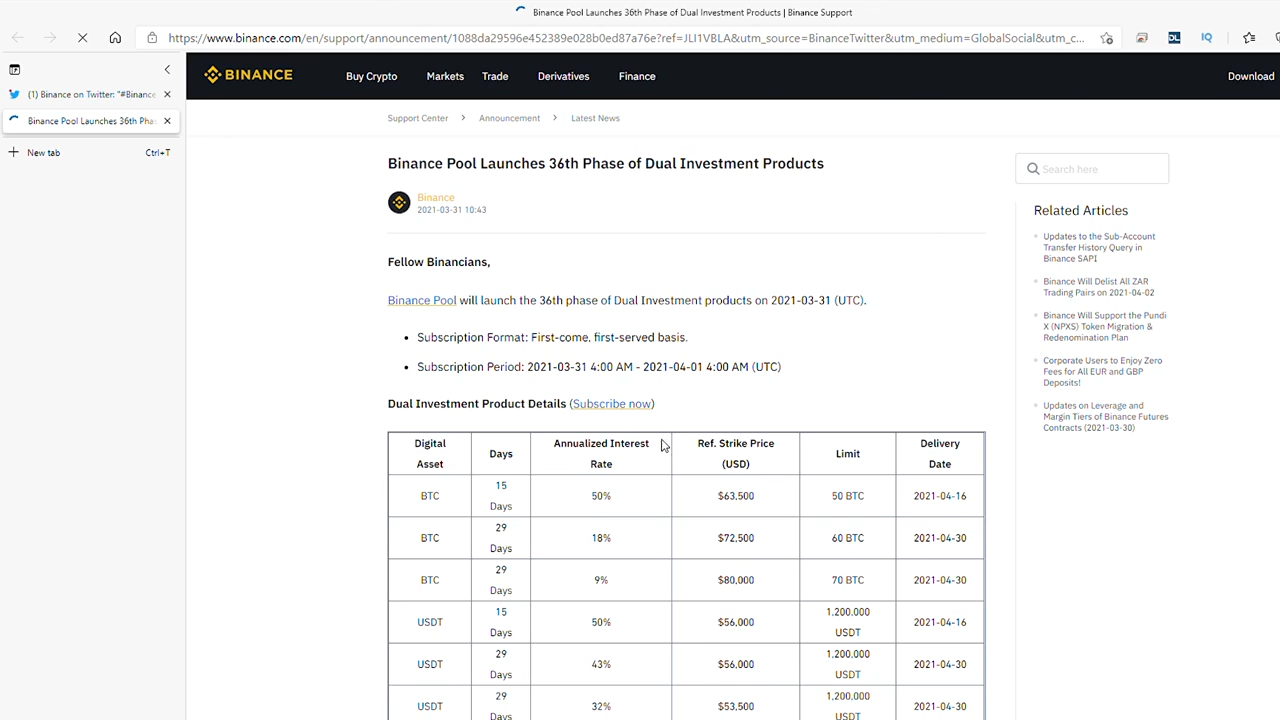 Binance Pool Launches 36th Phase of Dual Investment Products | Binance Support
https://www.binance.com/en/support/announcement/1088da29596e452389e028b0ed87a76e?ref=JLI1VBLA&utm_source=BinanceTwitter&utm_medium=GlobalSocial&utm_c...
DL
IQ
(1) Binance on Twitter: "#Binance
Binance Pool Launches 36th Pha
New tab
Ctrl+T
BINANCE
Buy Crypto
Markets
Trade
Derivatives
Finance
Download
Support Center > Announcement > Latest News
Binance Pool Launches 36th Phase of Dual Investment Products
Binance
2021-03-31 10:43
Fellow Binancians,
Binance Pool will launch the 36th phase of Dual Investment products on 2021-03-31 (UTC).
• Subscription Format: First-come, first-served basis.
• Subscription Period: 2021-03-31 4:00 AM - 2021-04-01 4:00 AM (UTC)
Dual Investment Product Details (Subscribe now)
Digital Asset Days Annualized Interest Rate Ref. Strike Price (USD) Limit Delivery Date
BTC 15 Days 50% $63,500 50 BTC 2021-04-16
BTC 29 Days 18% $72,500 60 BTC 2021-04-30
BTC 29 Days 9% $80,000 70 BTC 2021-04-30
USDT 15 Days 50% $56,000 1.200.000 USDT 2021-04-16
USDT 29 Days 43% $56,000 1.200.000 USDT 2021-04-30
USDT 29 Days 32% $53,500 1,200,000 USDT 2021-04-30
Search here
Related Articles
Updates to the Sub-Account
Transfer History Query in
Binance SAPI
Binance Will Delist All ZAR
Trading Pairs on 2021-04-02
Binance Will Support the Pundi
X (NPXS) Token Migration &
Redenomination Plan
Corporate Users to Enjoy Zero
Fees for All EUR and GBP
Deposits!
Updates on Leverage and
Margin Tiers of Binance Futures
Contracts (2021-03-30)